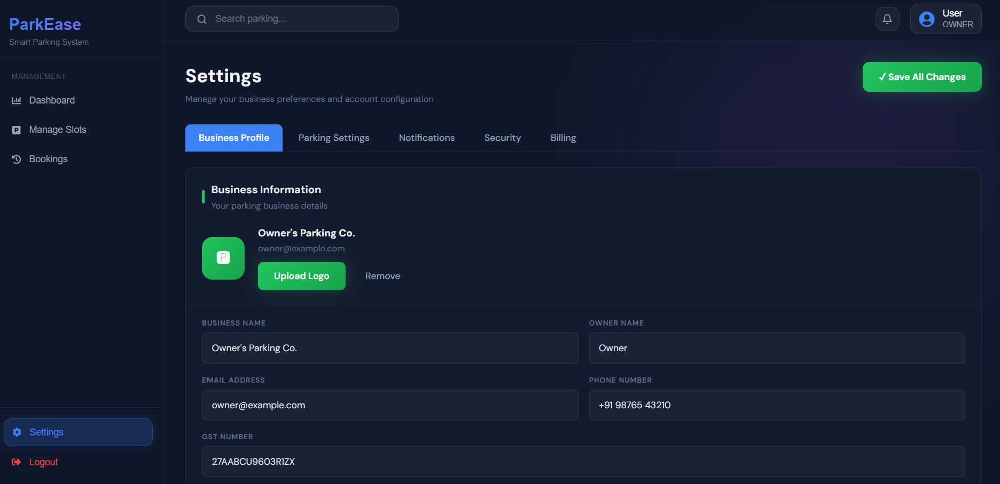 ParkEase
Smart Parking System
MANAGEMENT
Dashboard
Manage Slots
Bookings
Settings
Logout
Search parking...
User
OWNER
Settings
Manage your business preferences and account configuration
✓ Save All Changes
Business Profile
Parking Settings
Notifications
Security
Billing
Business Information
Your parking business details
P
Owner's Parking Co.
owner@example.com
Upload Logo
Remove
BUSINESS NAME
Owner's Parking Co.
OWNER NAME
Owner
EMAIL ADDRESS
owner@example.com
PHONE NUMBER
+91 98765 43210
GST NUMBER
27AABCU9603R1ZX